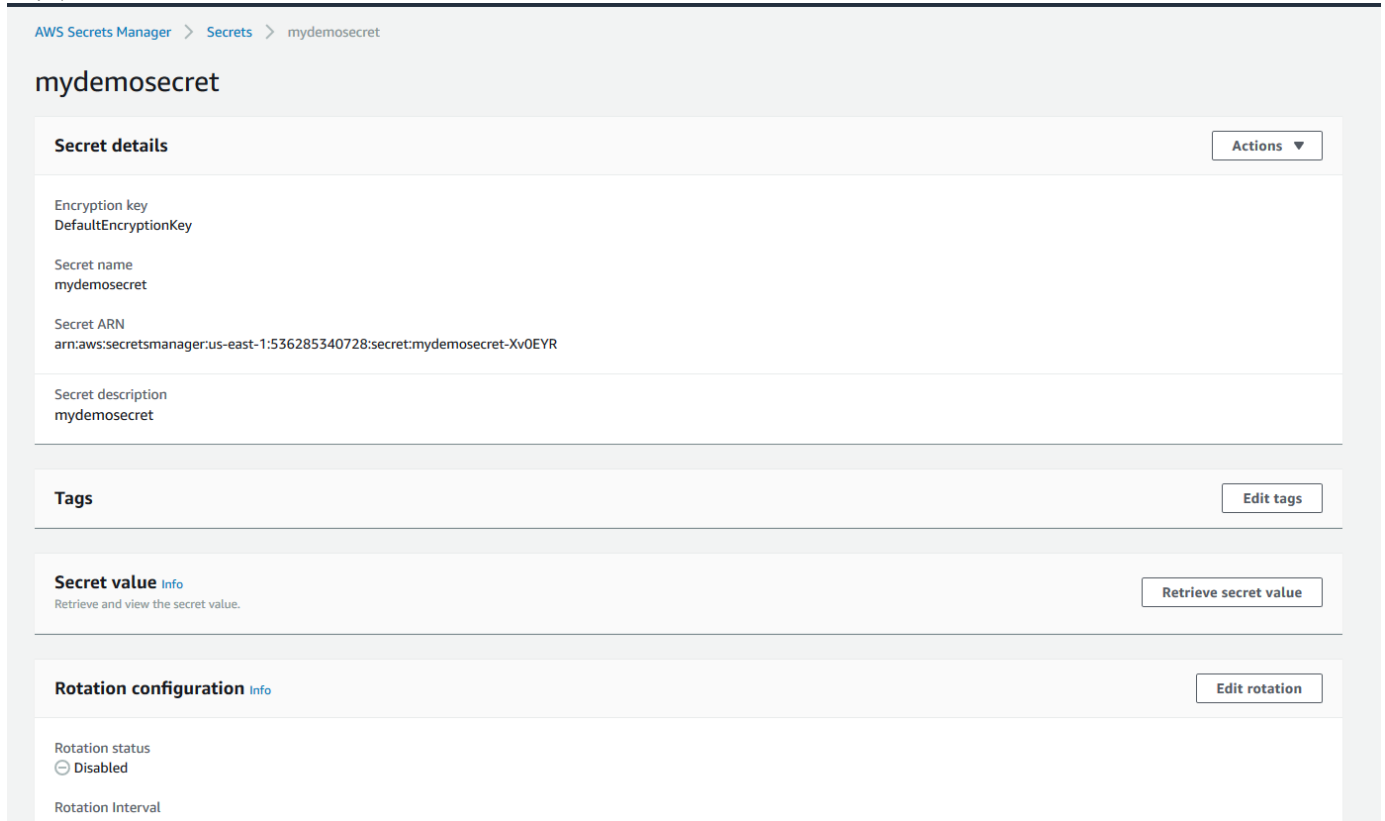 AWS Secrets Manager > Secrets > mydemosecret
mydemosecret
Secret details
Actions ▼
Encryption key
DefaultEncryptionKey
Secret name
mydemosecret
Secret ARN
arn:aws:secretsmanager:us-east-1:536285340728:secret:mydemosecret-Xv0EYR
Secret description
mydemosecret
Tags
Edit tags
Secret value Info
Retrieve and view the secret value.
Retrieve secret value
Rotation configuration Info
Edit rotation
Rotation status
Disabled
Rotation Interval